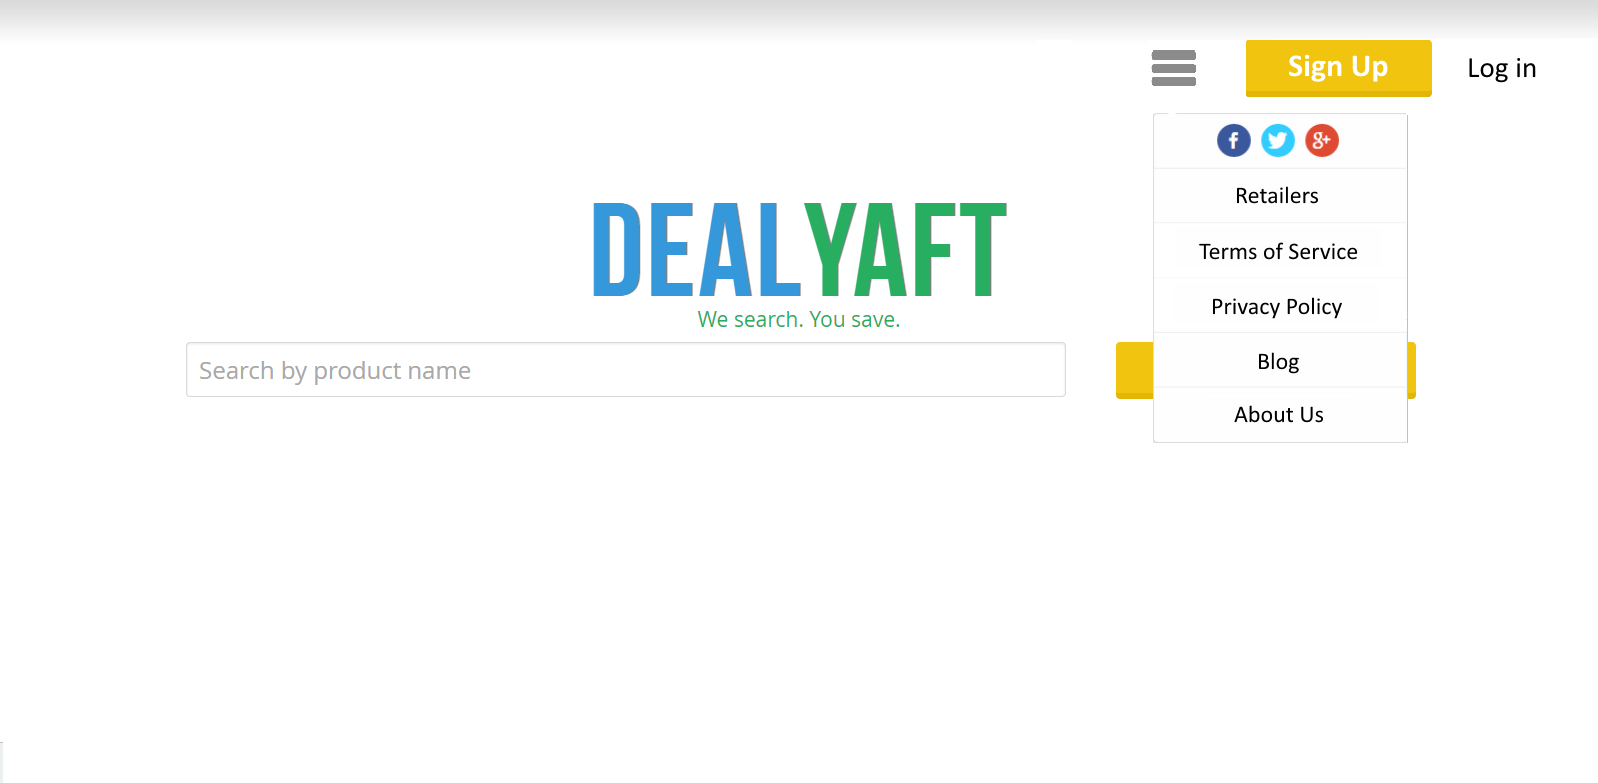 Sign Up
Log in
f
g+
Retailers
DEALYAFT
Terms of Service
Privacy Policy
We search. You save.
Search by product name
Blog
About Us